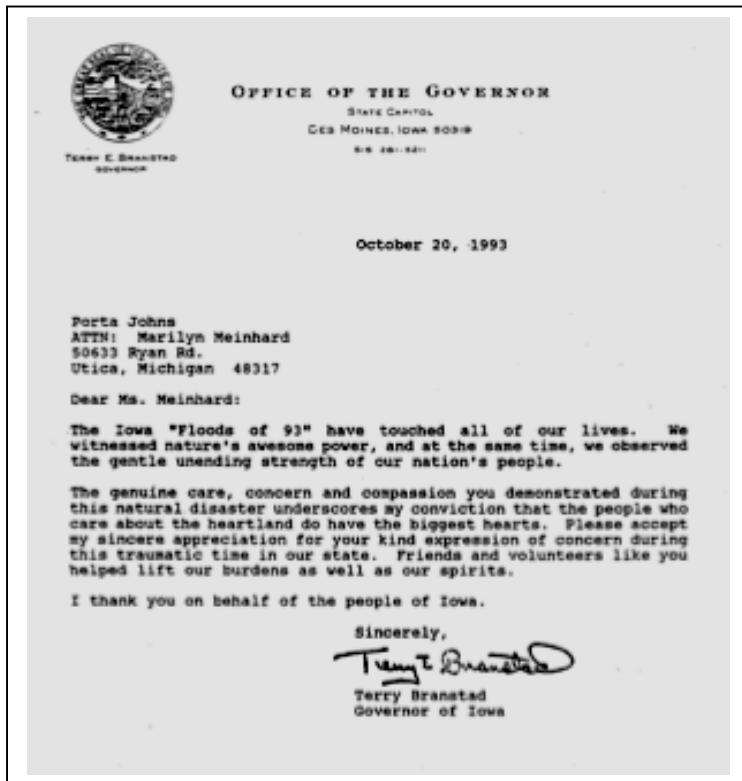 OFFICE OF THE GOVERNOR
STATE CAPITOL
DES MOINES, IOWA 50319
515 281-5211
TERRY E. BRANSTAD
GOVERNOR
October 20, 1993
Porta Johns
ATTN: Marilyn Meinhard
50633 Ryan Rd.
Utica, Michigan 48317
Dear Ms. Meinhard:
The Iowa "Floods of 93" have touched all of our lives. We
witnessed nature's awesome power, and at the same time, we observed
the gentle unending strength of our nation's people.
The genuine care, concern and compassion you demonstrated during
this natural disaster underscores my conviction that the people who
care about the heartland do have the biggest hearts. Please accept
my sincere appreciation for your kind expression of concern during
this traumatic time in our state. Friends and volunteers like you
helped lift our burdens as well as our spirits.
I thank you on behalf of the people of Iowa.
Sincerely,
Terry E Branstad
Terry Branstad
Governor of Iowa